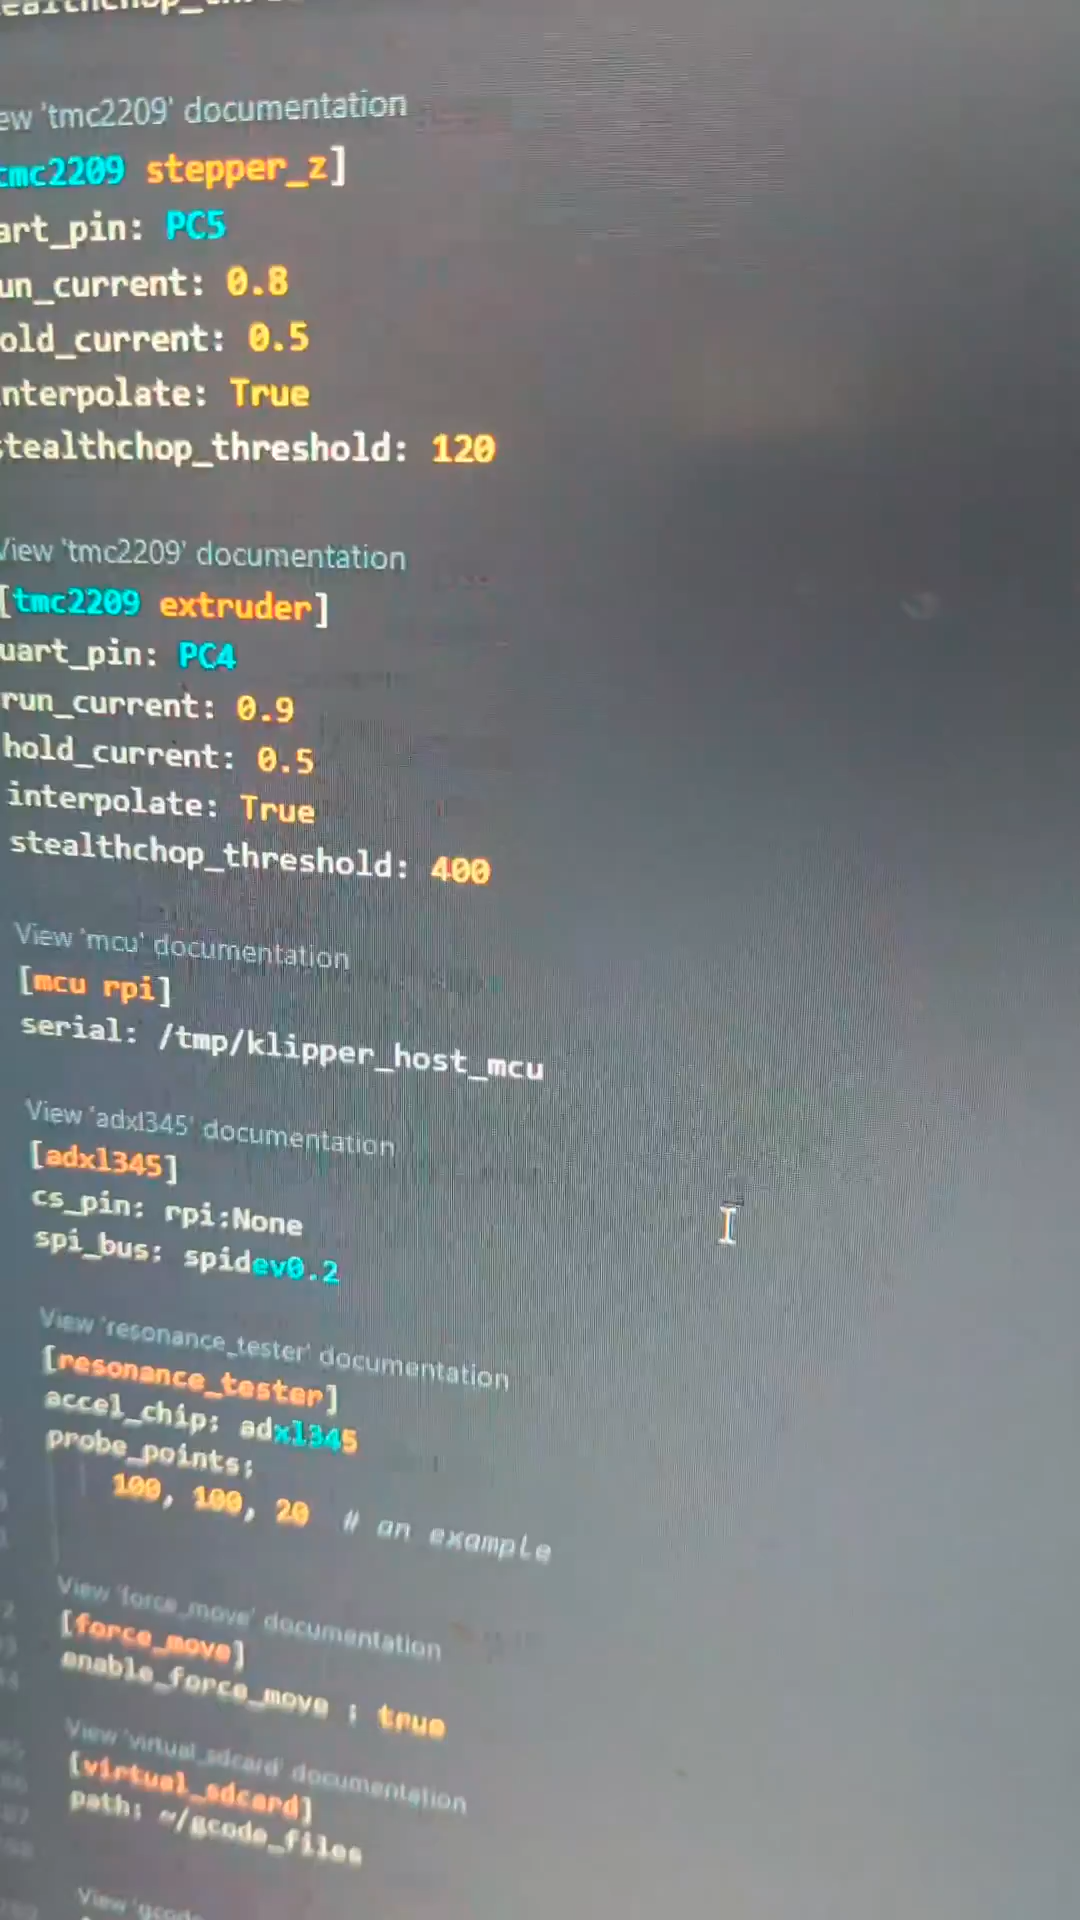 ew 'tmc2209' documentation
tmc2209 stepper_z]
art_pin: PC5
un_current: 0.8
old_current: 0.5
nterpolate: True
stealthchop_threshold: 120
View 'tmc2209' documentation
[tmc2209 extruder]
uart_pin: PC4
run_current: 0.9
hold_current: 0.5
interpolate: True
stealthchop_threshold: 400
View 'mcu' documentation
[mcu rpi]
serial: /tmp/klipper_host_mcu
View 'adxl345' documentation
[adxl345]
cs_pin: rpi:None
spi_bus: spidev0.2
View 'resonance_tester' documentation
[resonance_tester]
accel_chip: adxl345
probe_points:
100, 100, 20 # an example
View 'force_move' documentation
[force_move]
enable_force_move : true
View 'virtual_sdcard' documentation
[virtual_sdcard]
path: ~/gcode_files
View 'gcode